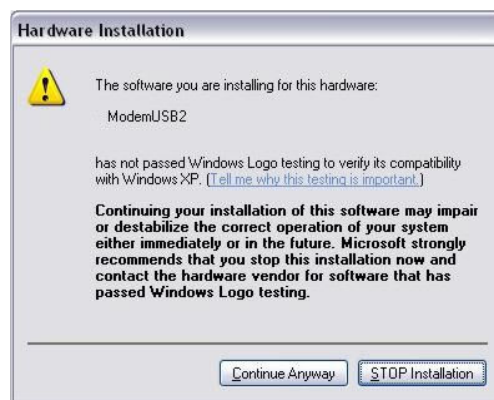 Hardware Installation
The software you are installing for this hardware:
ModemUSB2
has not passed Windows Logo testing to verify its compatibility
with Windows XP. (Tell me why this testing is important.)
Continuing your installation of this software may impair
or destabilize the correct operation of your system
either immediately or in the future. Microsoft strongly
recommends that you stop this installation now and
contact the hardware vendor for software that has
passed Windows Logo testing.
Continue Anyway
STOP Installation